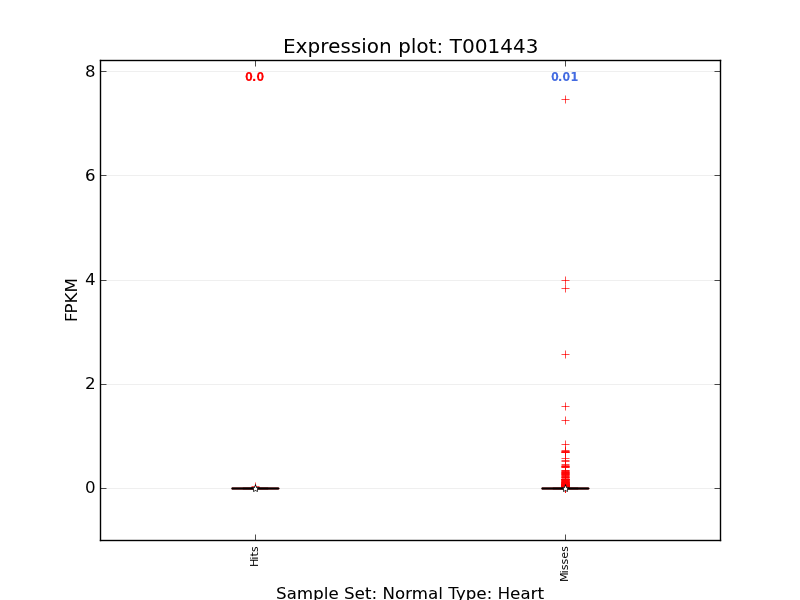 Expression plot: T001443
0.0
0.01
8
6
4
2
0
FPKM
Hits
Misses
Sample Set: Normal Type: Heart